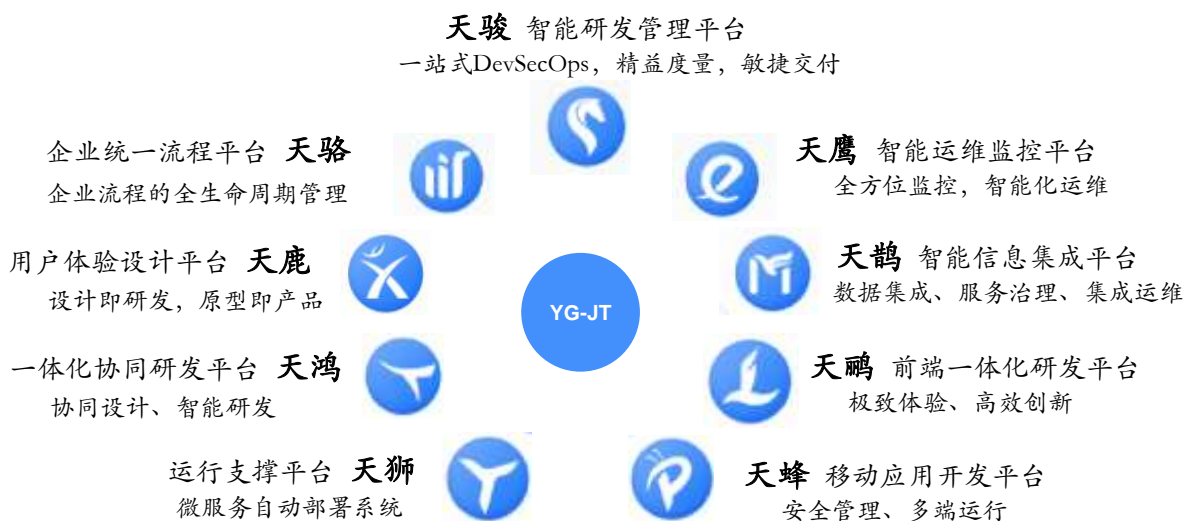 天骏 智能研发管理平台
一站式DevSecOps，精益度量，敏捷交付
企业统一流程平台 天骆
企业流程的全生命周期管理
天鹰 智能运维监控平台
全方位监控，智能化运维
用户体验设计平台 天鹿
设计即研发，原型即产品
天鹊 智能信息集成平台
数据集成、服务治理、集成运维
YG-JT
一体化协同研发平台 天鸿
协同设计、智能研发
天鹂 前端一体化研发平台
极致体验、高效创新
运行支撑平台 天狮
微服务自动部署系统
天蜂 移动应用开发平台
安全管理、多端运行